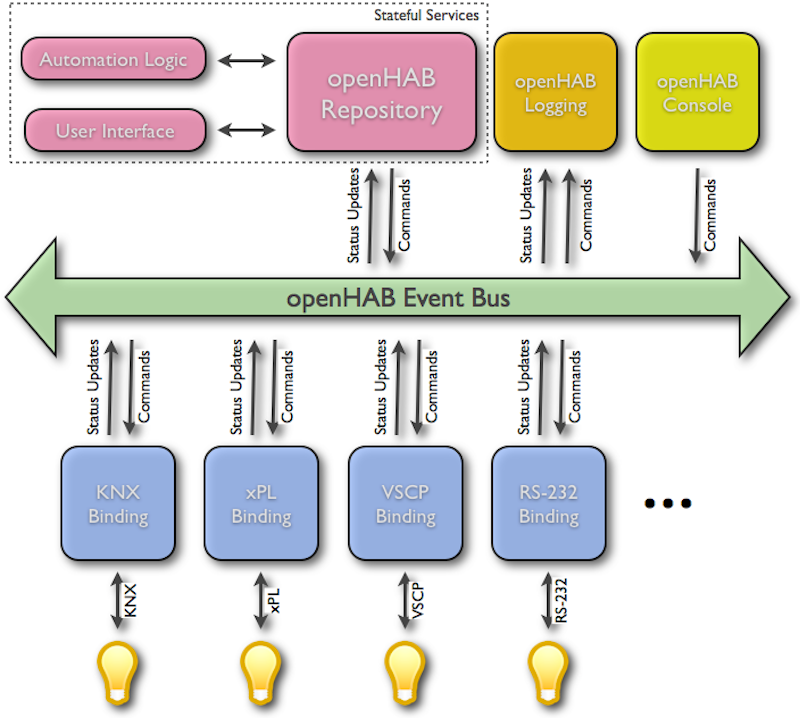 Stateful Services
Automation Logic
User Interface
openHAB
Repository
openHAB
Logging
openHAB
Console
Status Updates
Commands
Status Updates
Commands
Commands
openHAB Event Bus
Status Updates
Commands
Status Updates
Commands
Status Updates
Commands
Status Updates
Commands
KNX
Binding
xPL
Binding
VSCP
Binding
RS-232
Binding
...
KNX
xPL
VSCP
RS-232